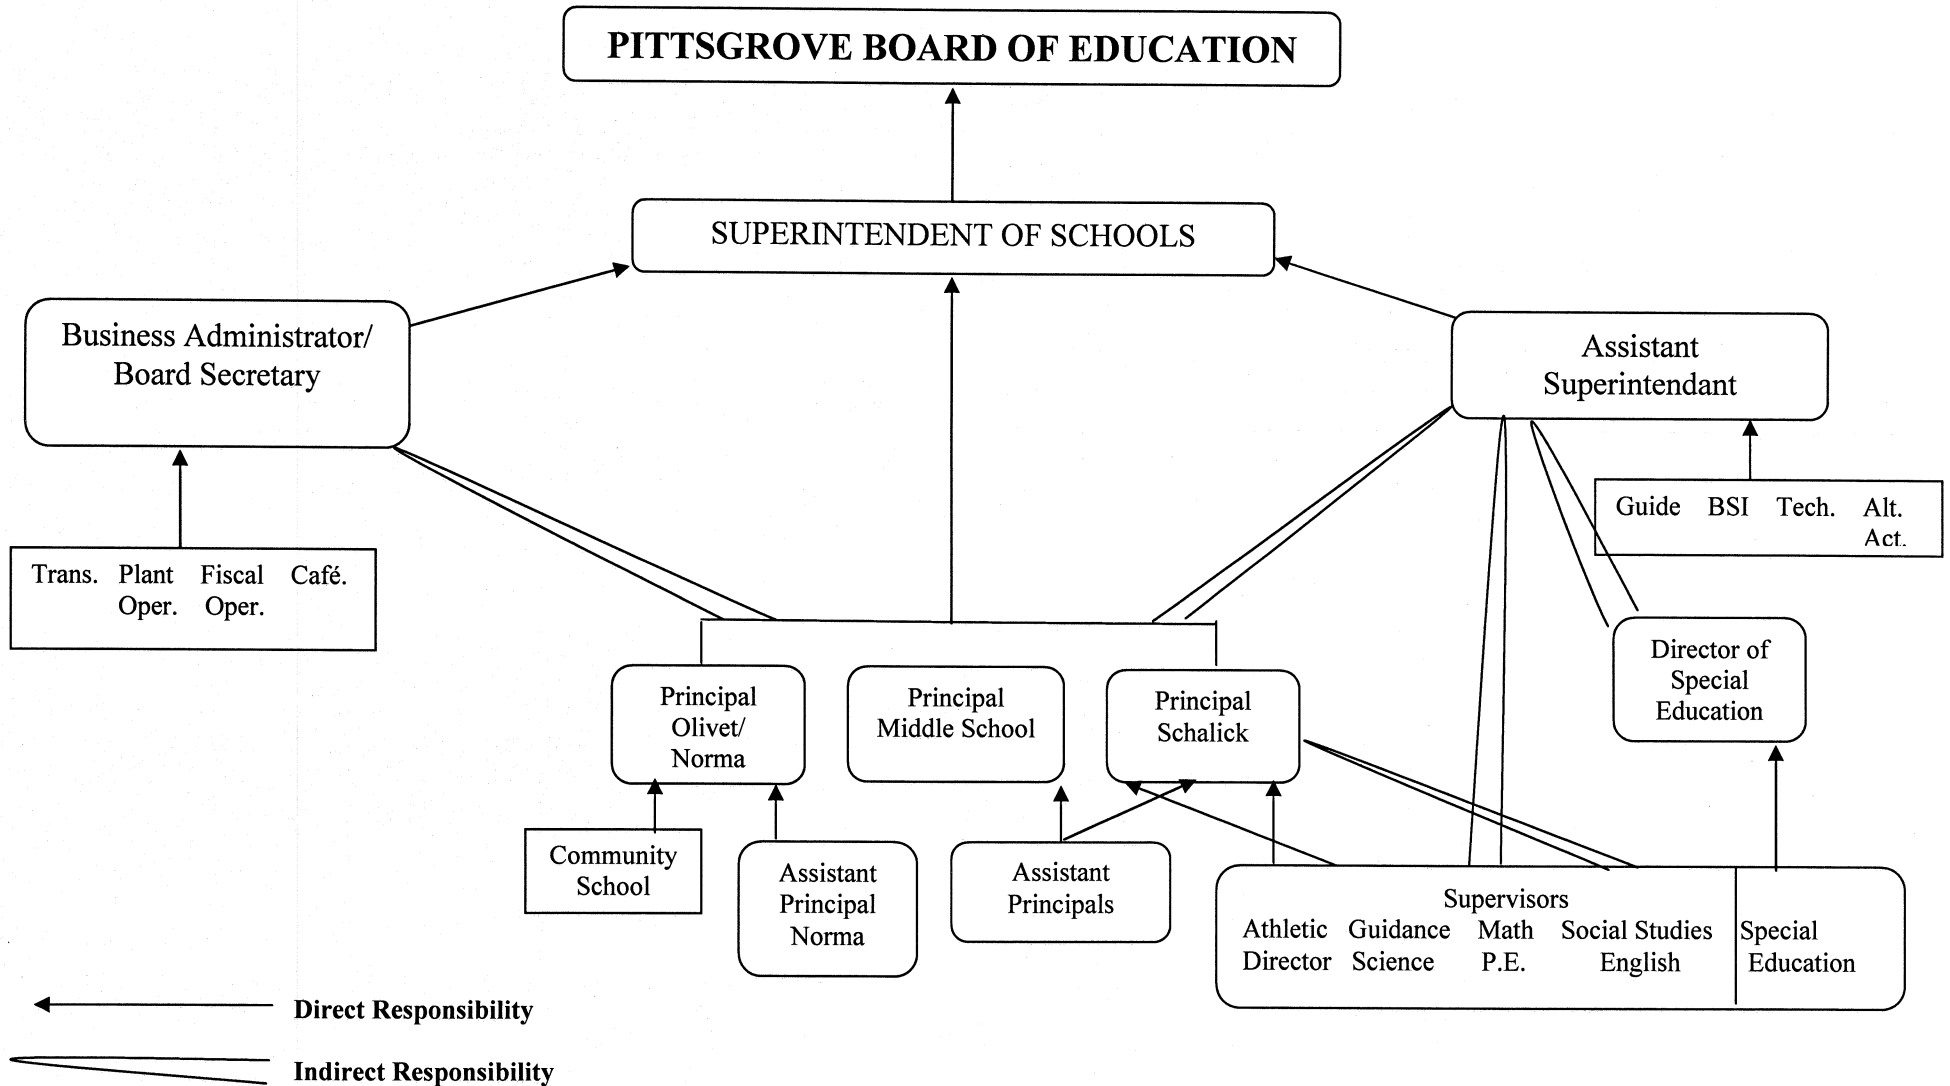 PITTSGROVE BOARD OF EDUCATION
SUPERINTENDENT OF SCHOOLS
Business Administrator/
Board Secretary
Assistant
Superintendant
Guide BSI Tech. Alt.
Act.
Trans. Plant Fiscal Café.
Oper. Oper.
Director of
Special
Education
Principal
Olivet/
Norma
Principal
Middle School
Principal
Schalick
Community
School
Assistant
Principal
Norma
Assistant
Principals
Supervisors
Athletic Guidance Math Social Studies Special
Director Science P.E. English Education
Direct Responsibility
Indirect Responsibility